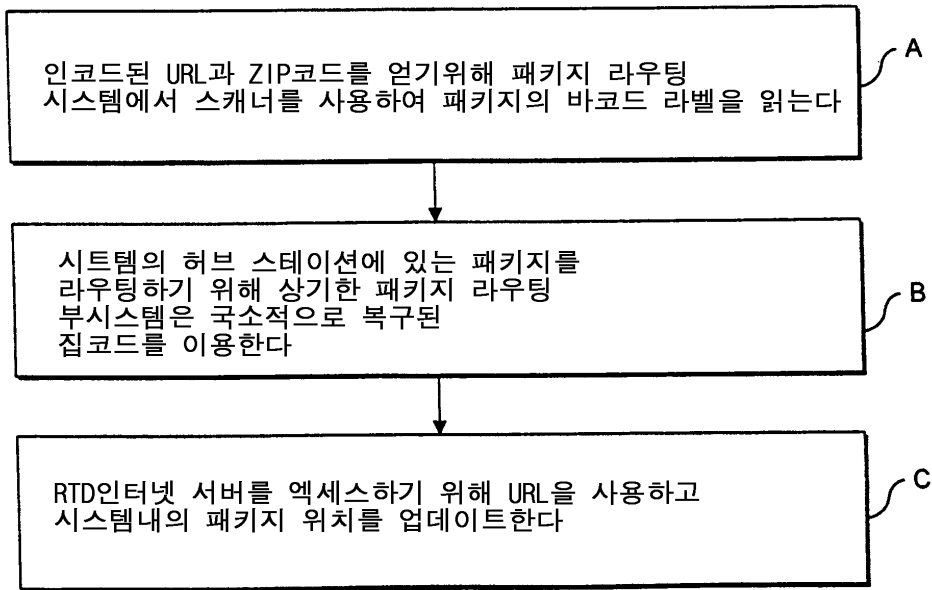 인코드된 URL과 ZIP코드를 얻기위해 패키지 라우팅
시스템에서 스캐너를 사용하여 패키지의 바코드 라벨을 읽는다
A
시트템의 허브 스테이션에 있는 패키지를
라우팅하기 위해 상기한 패키지 라우팅
부시스템은 국소적으로 복구된
집코드를 이용한다
B
RTD인터넷 서버를 엑세스하기 위해 URL을 사용하고
시스템내의 패키지 위치를 업데이트한다
C